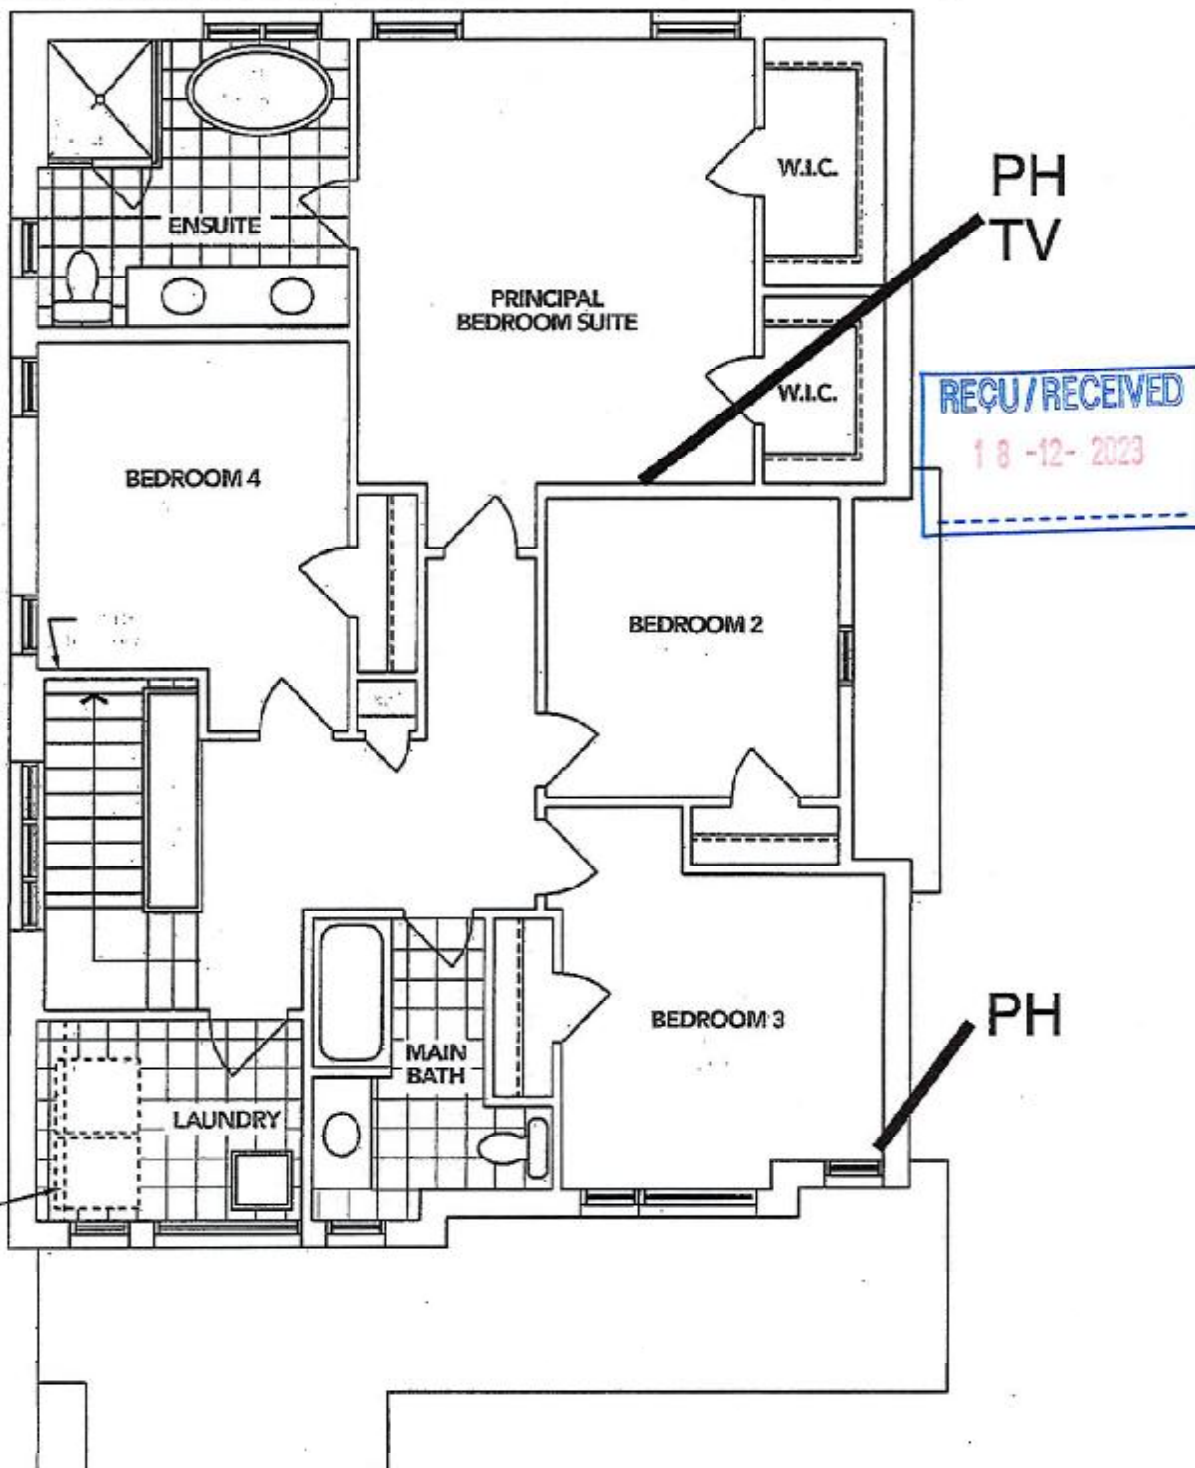 W.I.C.
PH
TV
ENSUITE
PRINCIPAL
BEDROOM SUITE
REÇU / RECEIVED
18 -12- 2023
W.I.C.
BEDROOM 4
BEDROOM 2
BEDROOM 3
PH
MAIN
BATH
LAUNDRY